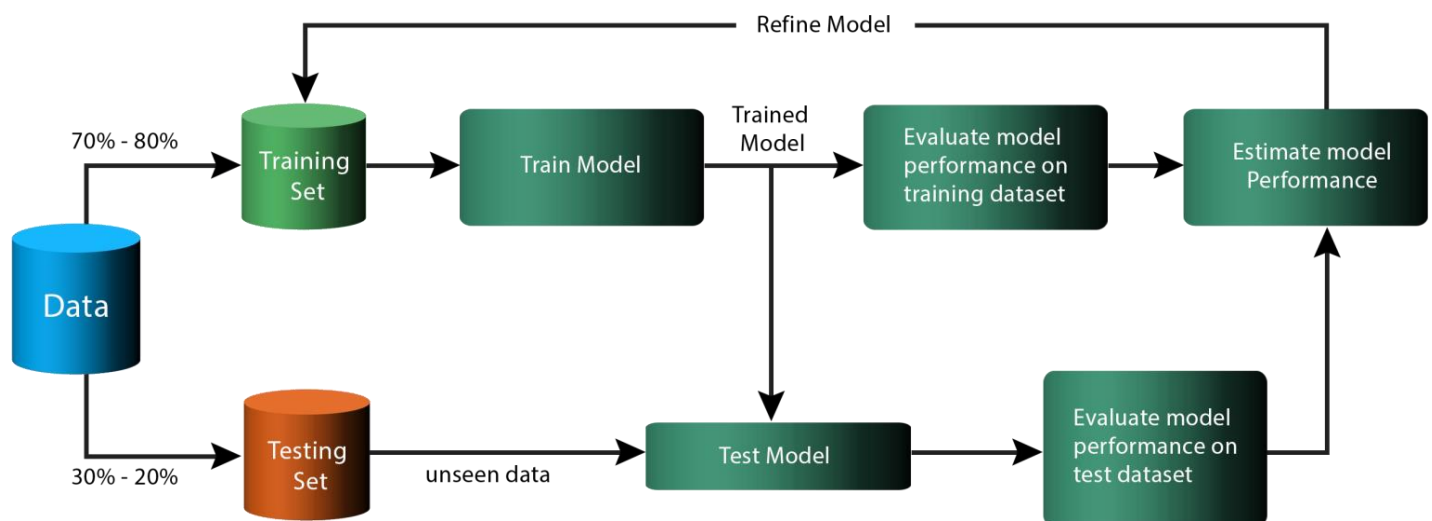 Refine Model
70% - 80%
Training
Set
Train Model
Trained
Model
Evaluate model
performance on
training dataset
Estimate model
Performance
Data
Testing
Set
30% - 20%
unseen data
Test Model
Evaluate model
performance on
test dataset